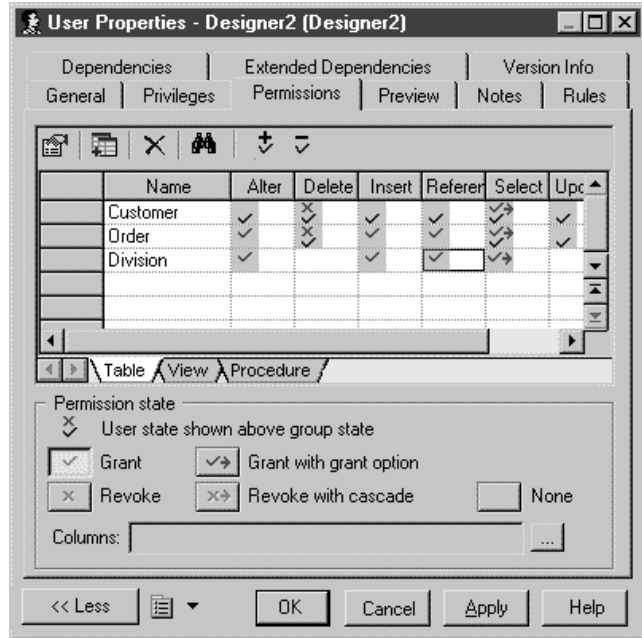 User Properties - Designer2 (Designer2)
Dependencies Extended Dependencies Version Info
General Privileges Permissions Preview Notes Rules
Name Alter Delete Insert Referer Select Upd
Customer
Order
Division
Table View Procedure
Permission state
User state shown above group state
Grant Grant with grant option
Revoke Revoke with cascade None
Columns: ...
<< Less OK Cancel Apply Help